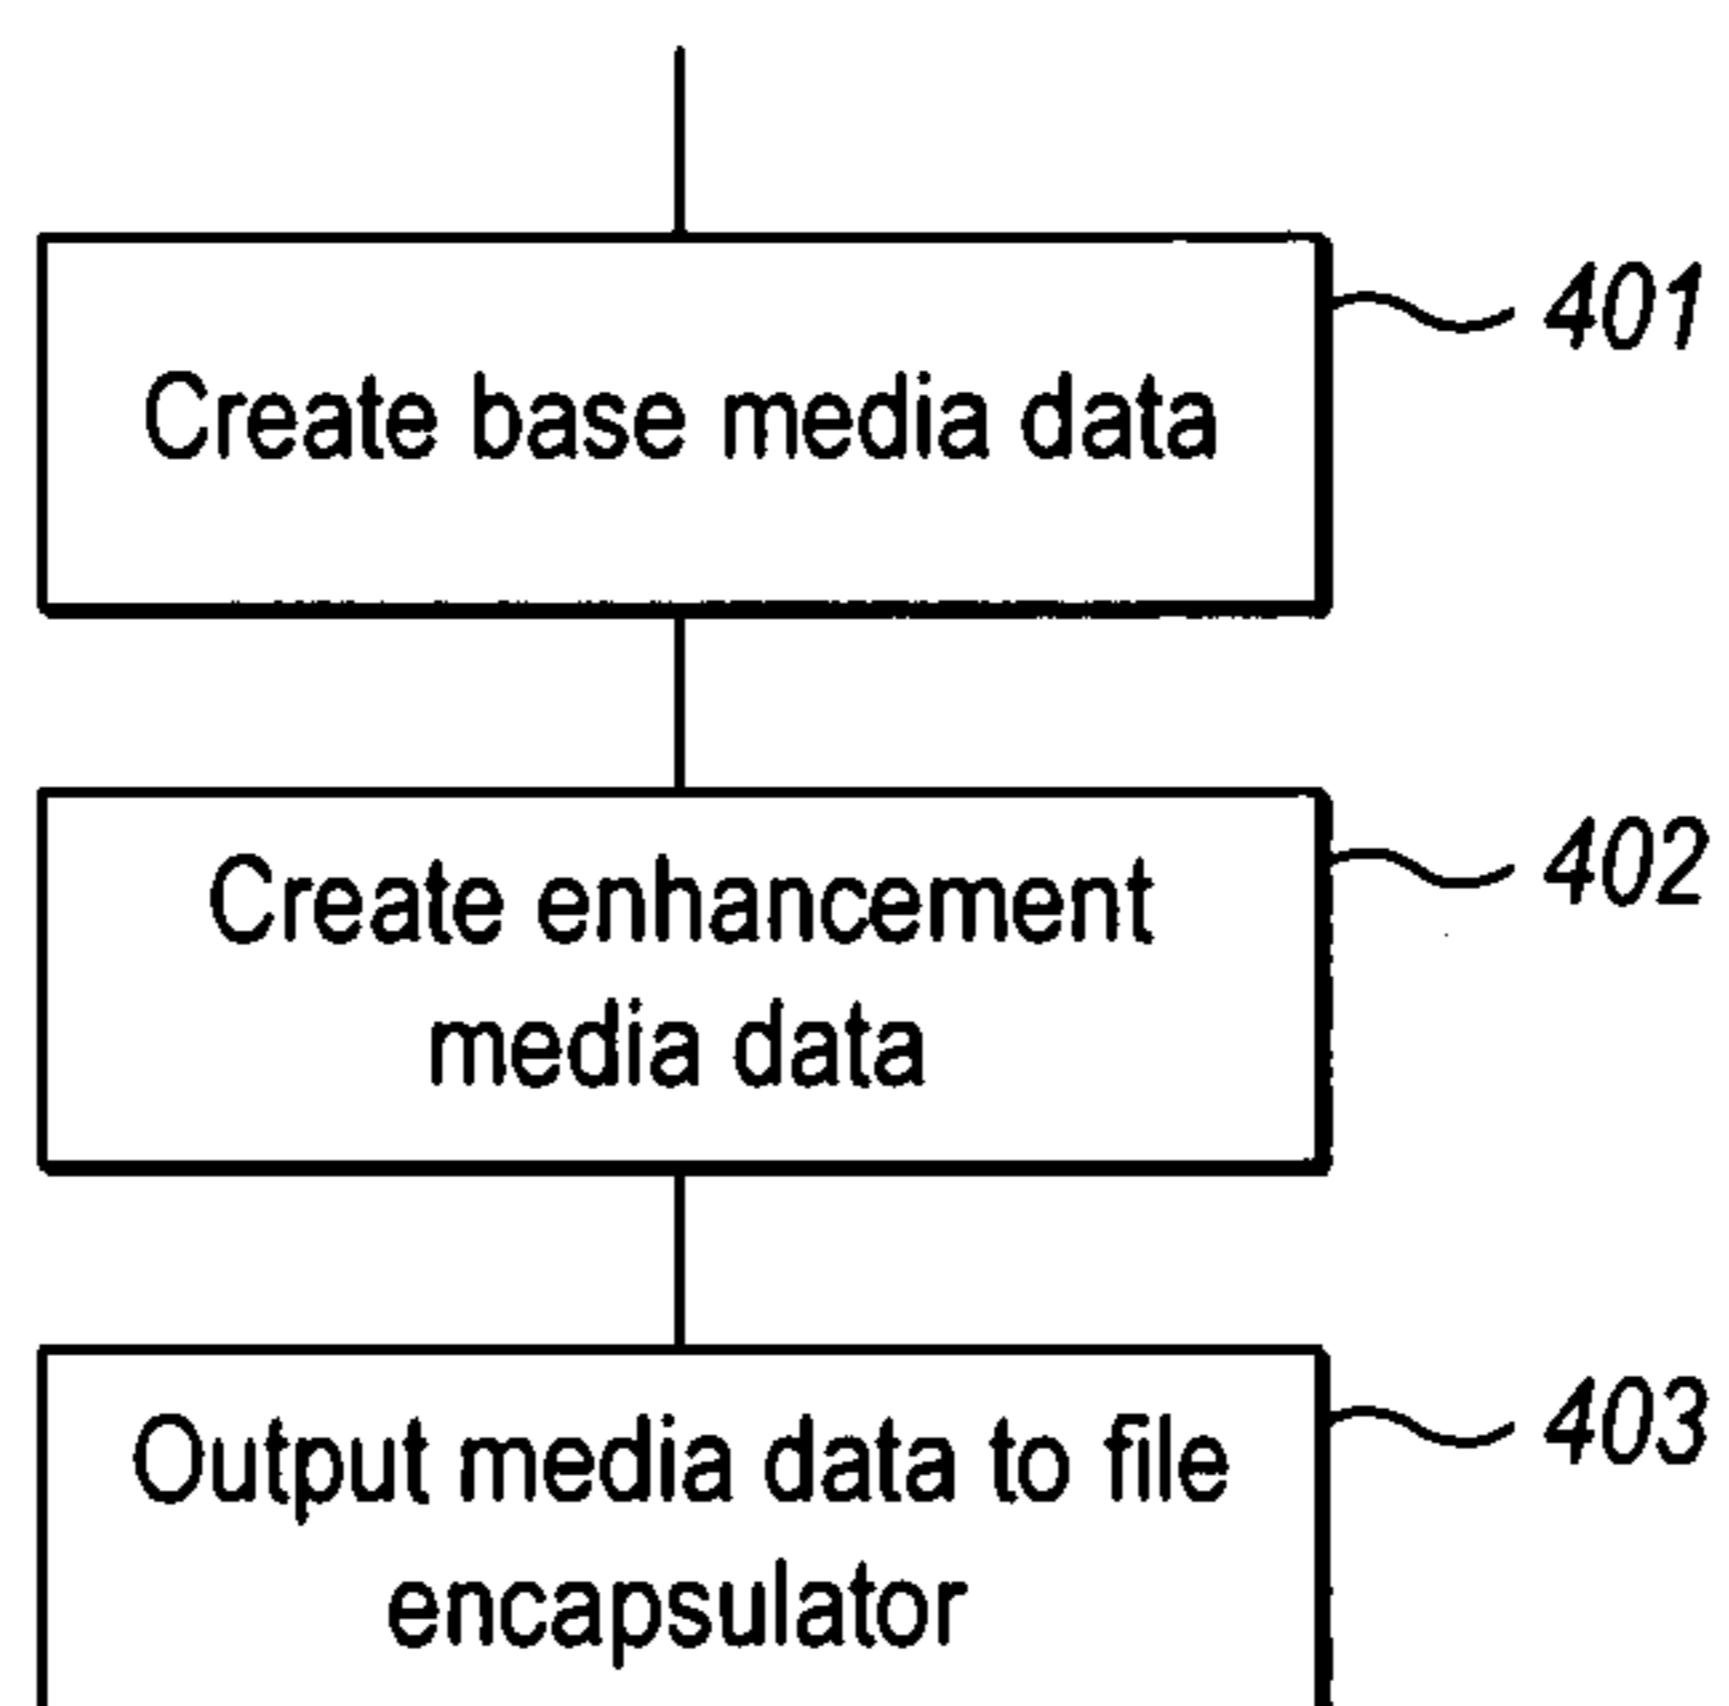 401
Create base media data
402
Create enhancement
media data
403
Output media data to file
encapsulator